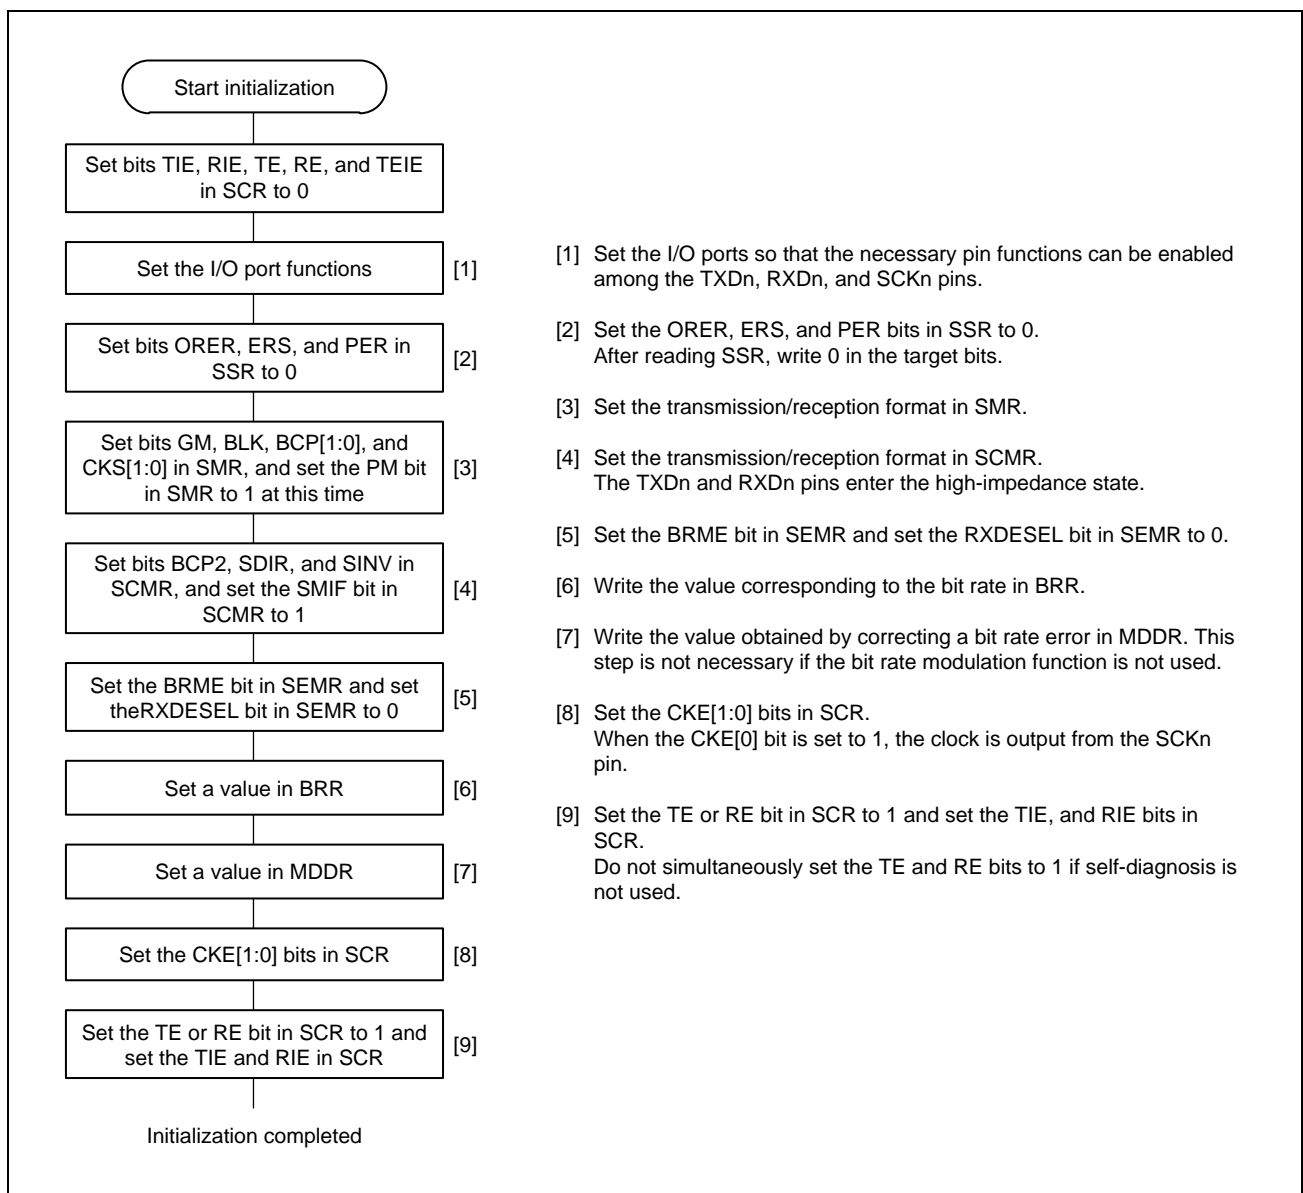 Start initialization
Set bits TIE, RIE, TE, RE, and TEIE
in SCR to 0
Set the I/O port functions
[1]
Set bits ORER, ERS, and PER in
SSR to 0
[2]
Set bits GM, BLK, BCP[1:0], and
CKS[1:0] in SMR, and set the PM bit
in SMR to 1 at this time
[3]
Set bits BCP2, SDIR, and SINV in
SCMR, and set the SMIF bit in
SCMR to 1
[4]
Set the BRME bit in SEMR and set
theRXDESEL bit in SEMR to 0
[5]
Set a value in BRR
[6]
Set a value in MDDR
[7]
Set the CKE[1:0] bits in SCR
[8]
Set the TE or RE bit in SCR to 1 and
set the TIE and RIE in SCR
[9]
Initialization completed
[1] Set the I/O ports so that the necessary pin functions can be enabled
among the TXDn, RXDn, and SCKn pins.
[2] Set the ORER, ERS, and PER bits in SSR to 0.
After reading SSR, write 0 in the target bits.
[3] Set the transmission/reception format in SMR.
[4] Set the transmission/reception format in SCMR.
The TXDn and RXDn pins enter the high-impedance state.
[5] Set the BRME bit in SEMR and set the RXDESEL bit in SEMR to 0.
[6] Write the value corresponding to the bit rate in BRR.
[7] Write the value obtained by correcting a bit rate error in MDDR. This
step is not necessary if the bit rate modulation function is not used.
[8] Set the CKE[1:0] bits in SCR.
When the CKE[0] bit is set to 1, the clock is output from the SCKn
pin.
[9] Set the TE or RE bit in SCR to 1 and set the TIE, and RIE bits in
SCR.
Do not simultaneously set the TE and RE bits to 1 if self-diagnosis is
not used.